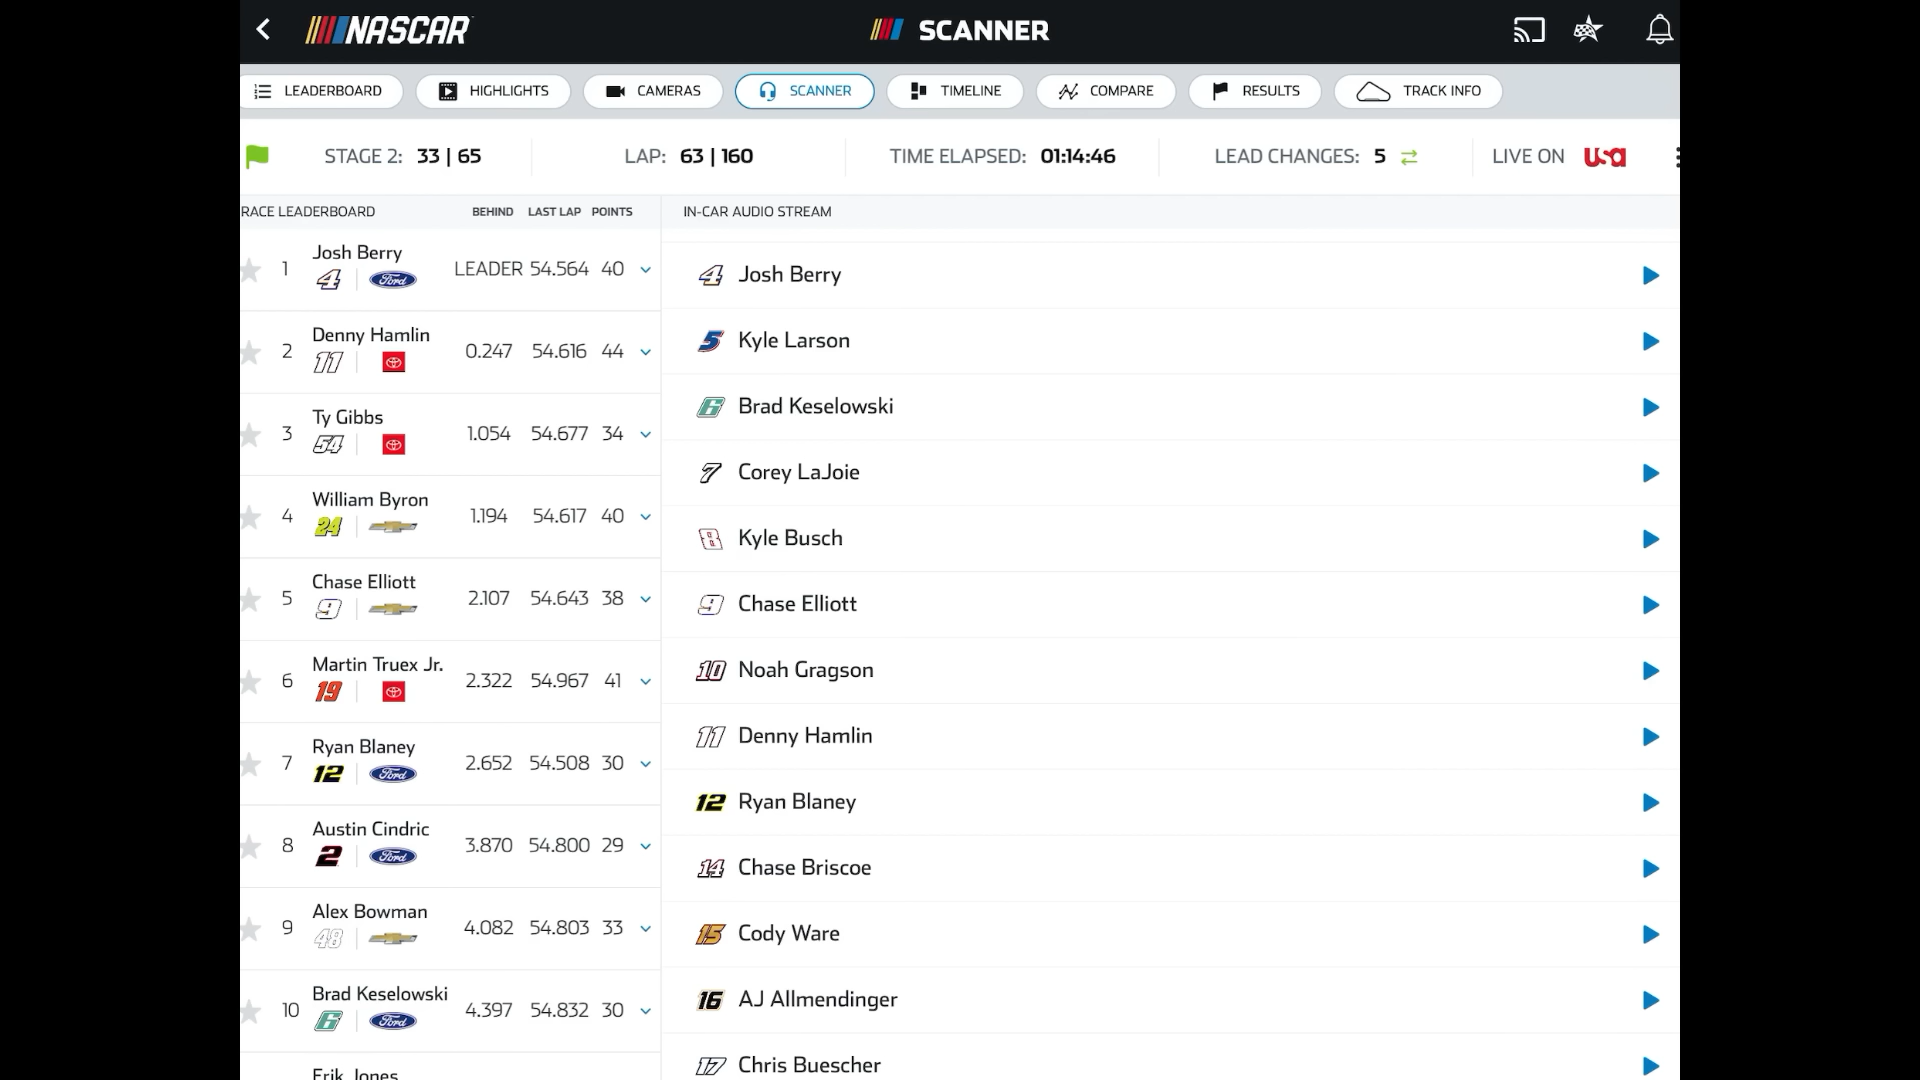 NASCAR SCANNER
LEADERBOARD HIGHLIGHTS CAMERAS SCANNER TIMELINE COMPARE RESULTS TRACK INFO
STAGE 2: 33 | 65 LAP: 63 | 160 TIME ELAPSED: 01:14:46 LEAD CHANGES: 5 LIVE ON usa
RACE LEADERBOARD BEHIND LAST LAP POINTS
Josh Berry
1 LEADER 54.564 40
4 Ford
Denny Hamlin
2 0.247 54.616 44
11
Ty Gibbs
3 1.054 54.677 34
54
William Byron
4 1.194 54.617 40
24
Chase Elliott
5 2.107 54.643 38
9
Martin Truex Jr.
6 2.322 54.967 41
19
Ryan Blaney
7 2.652 54.508 30
12 Ford
Austin Cindric
8 3.870 54.800 29
2 Ford
Alex Bowman
9 4.082 54.803 33
48
Brad Keselowski
10 4.397 54.832 30
6 Ford
Erik Jones
IN-CAR AUDIO STREAM
4 Josh Berry
5 Kyle Larson
6 Brad Keselowski
7 Corey LaJoie
8 Kyle Busch
9 Chase Elliott
10 Noah Gragson
11 Denny Hamlin
12 Ryan Blaney
14 Chase Briscoe
15 Cody Ware
16 AJ Allmendinger
17 Chris Buescher